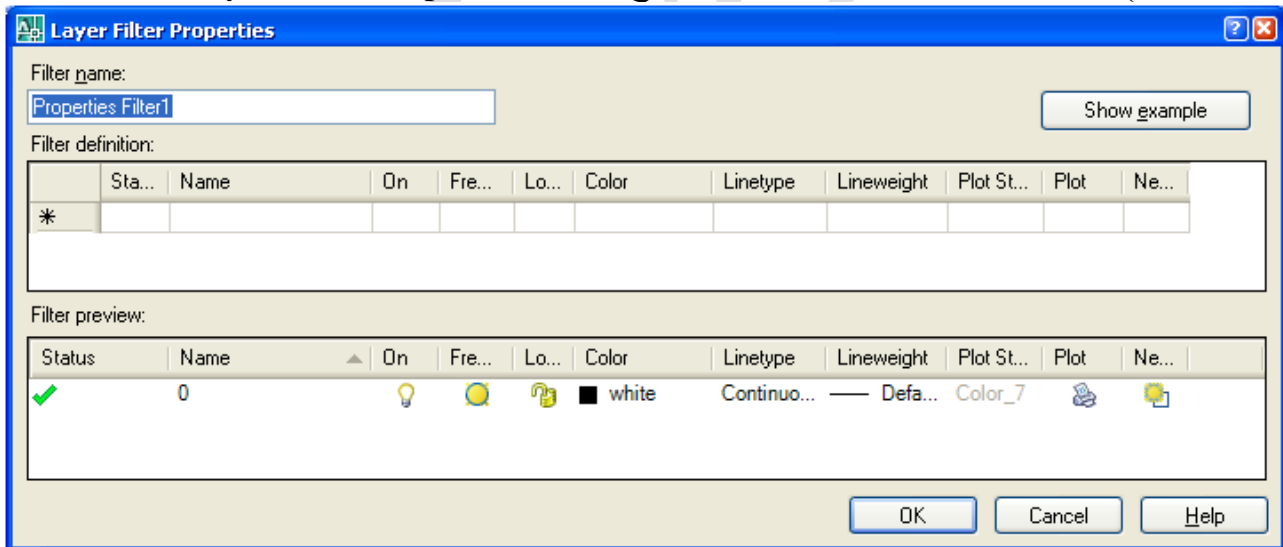 Layer Filter Properties
Filter name:
Properties Filter1
Show example
Filter definition:
Sta... Name On Fre... Lo... Color Linetype Lineweight Plot St... Plot Ne...
Filter preview:
Status Name On Fre... Lo... Color Linetype Lineweight Plot St... Plot Ne...
0 white Continuo... Defa... Color_7
OK Cancel Help